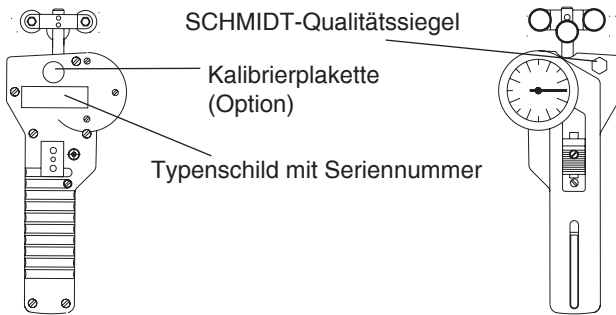 SCHMIDT-Qualitätssiegel
Kalibrierplakette
(Option)
Typenschild mit Seriennummer